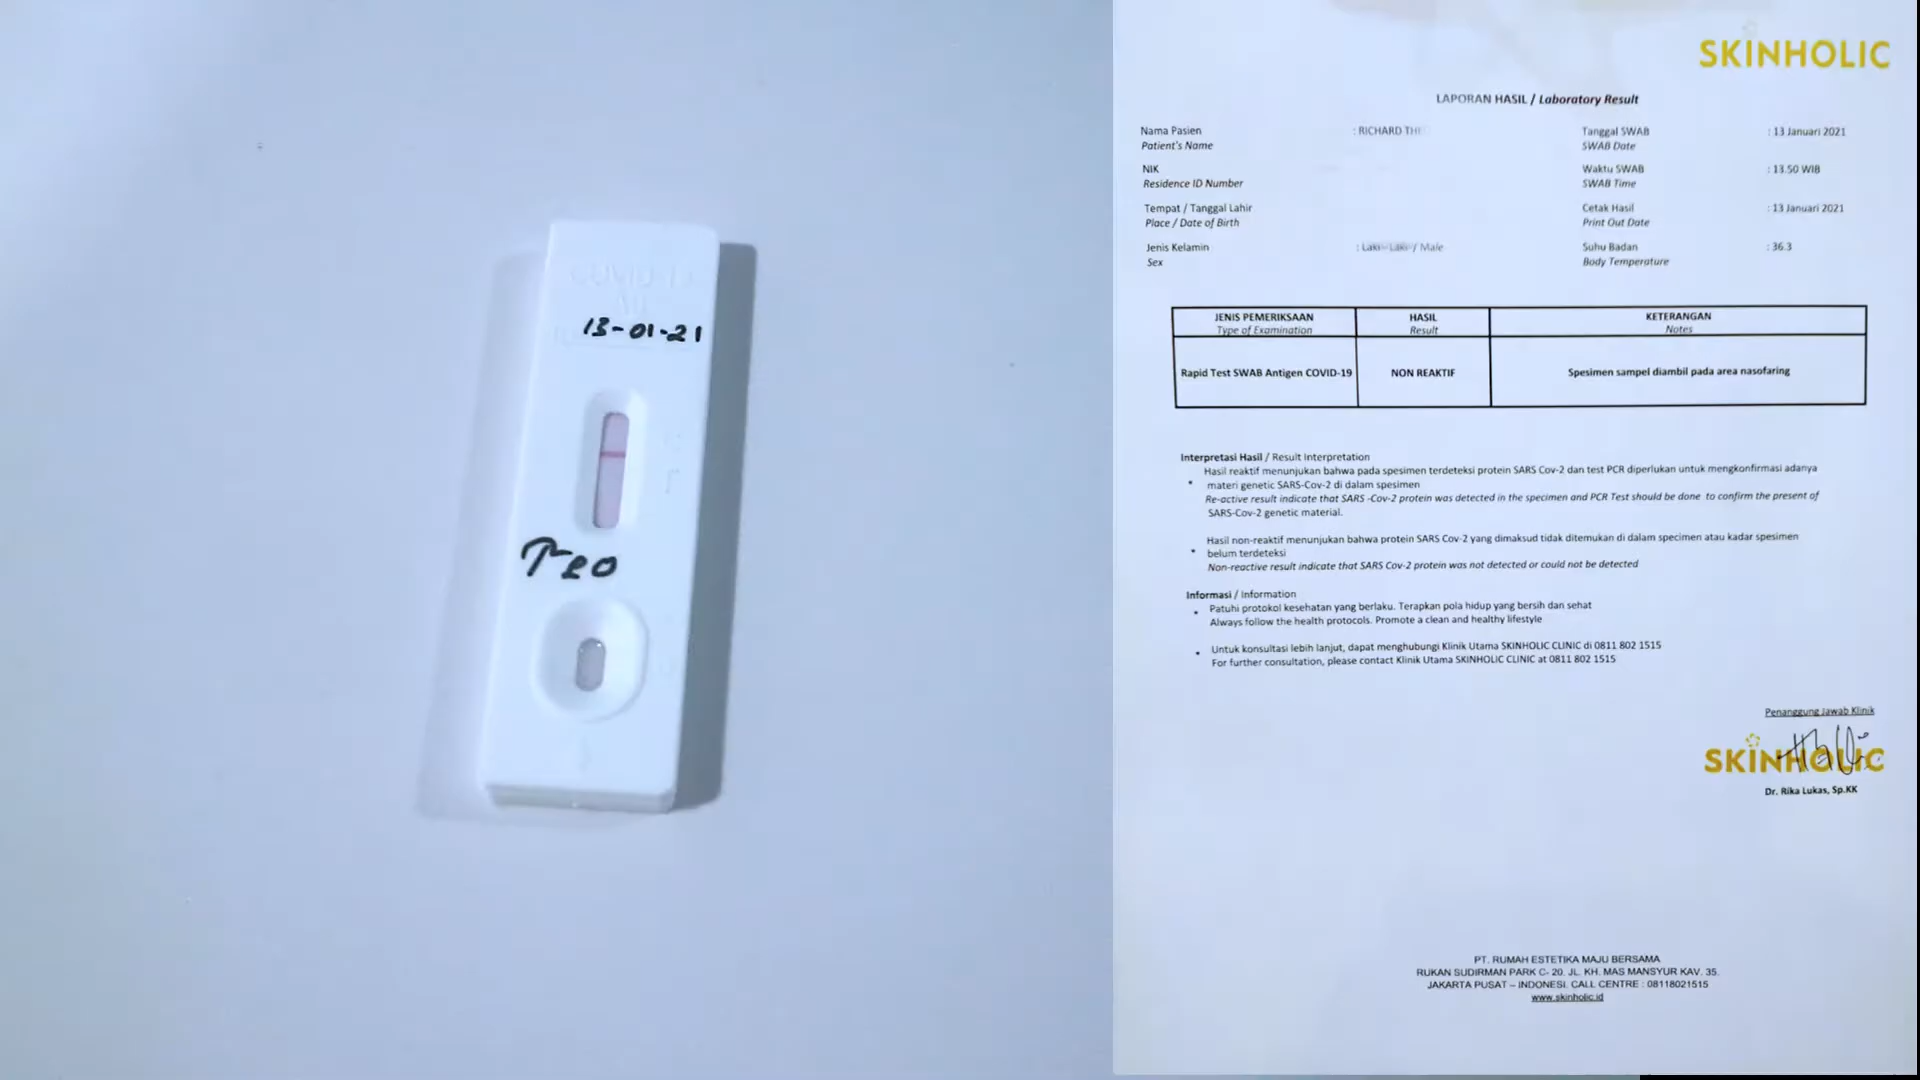 COVID-19
Ag
13-01-21
C
T
Teo
SKINHOLIC
LAPORAN HASIL / Laboratory Result
Nama Pasien : RICHARD THE
Patient's Name
NIK
Residence ID Number
Tempat / Tanggal Lahir
Place / Date of Birth
Jenis Kelamin : Laki-Laki / Male
Sex
Tanggal SWAB : 13 Januari 2021
SWAB Date
Waktu SWAB : 13.50 WIB
SWAB Time
Cetak Hasil : 13 Januari 2021
Print Out Date
Suhu Badan : 36.3
Body Temperature
JENIS PEMERIKSAAN HASIL KETERANGAN
Type of Examination Result Notes
Rapid Test SWAB Antigen COVID-19 NON REAKTIF Spesimen sampel diambil pada area nasofaring
Interpretasi Hasil / Result Interpretation
Hasil reaktif menunjukan bahwa pada spesimen terdeteksi protein SARS Cov-2 dan test PCR diperlukan untuk mengkonfirmasi adanya
• materi genetic SARS-Cov-2 di dalam spesimen
Re-active result indicate that SARS -Cov-2 protein was detected in the specimen and PCR Test should be done to confirm the present of
SARS-Cov-2 genetic material.
Hasil non-reaktif menunjukan bahwa protein SARS Cov-2 yang dimaksud tidak ditemukan di dalam specimen atau kadar spesimen
• belum terdeteksi
Non-reactive result indicate that SARS Cov-2 protein was not detected or could not be detected
Informasi / Information
• Patuhi protokol kesehatan yang berlaku. Terapkan pola hidup yang bersih dan sehat
Always follow the health protocols. Promote a clean and healthy lifestyle
• Untuk konsultasi lebih lanjut, dapat menghubungi Klinik Utama SKINHOLIC CLINIC di 0811 802 1515
For further consultation, please contact Klinik Utama SKINHOLIC CLINIC at 0811 802 1515
Penanggung Jawab Klinik
SKINHOLIC
Dr. Rika Lukas, Sp.KK
PT. RUMAH ESTETIKA MAJU BERSAMA
RUKAN SUDIRMAN PARK C- 20. JL. KH. MAS MANSYUR KAV. 35.
JAKARTA PUSAT – INDONESI. CALL CENTRE : 08118021515
www.skinholic.id